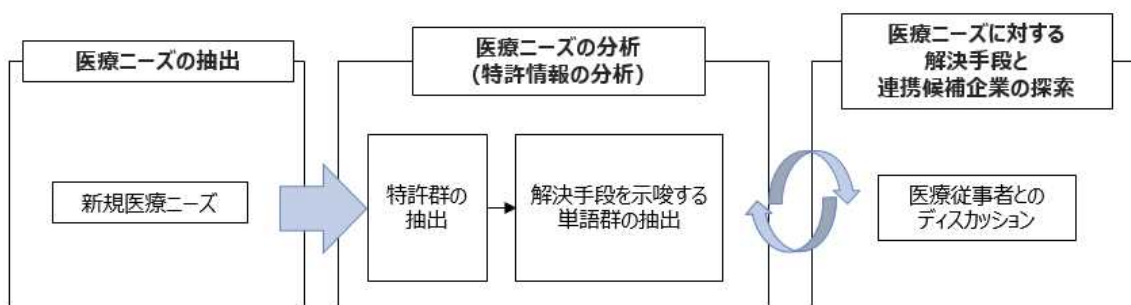 医療ニーズの抽出
新規医療ニーズ
医療ニーズの分析
(特許情報の分析)
特許群の
抽出
解決手段を示唆する
単語群の抽出
医療ニーズに対する
解決手段と
連携候補企業の探索
医療従事者との
ディスカッション